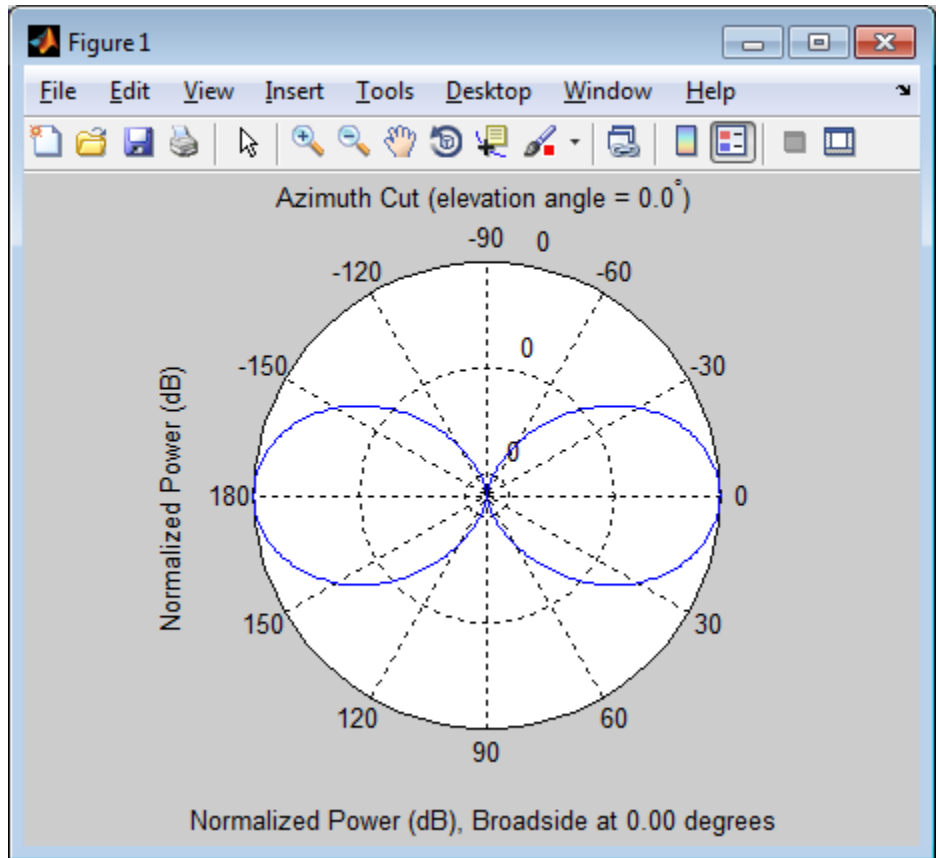 Figure 1
File Edit View Insert Tools Desktop Window Help
Azimuth Cut (elevation angle = 0.0°)
-90 0
-120 -60
0
-150 -30
0
Normalized Power (dB)
180 0
150 30
120 60
90
Normalized Power (dB), Broadside at 0.00 degrees